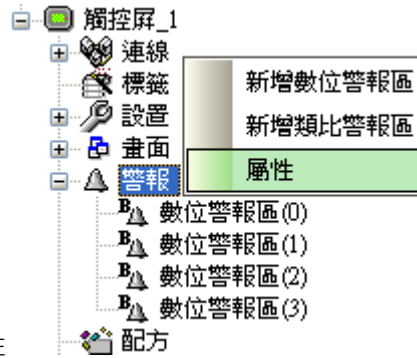 觸控屏_1
連線
標籤
設置
畫面
警報
數位警報區(0)
數位警報區(1)
數位警報區(2)
數位警報區(3)
配方
新增數位警報區
新增類比警報區
屬性